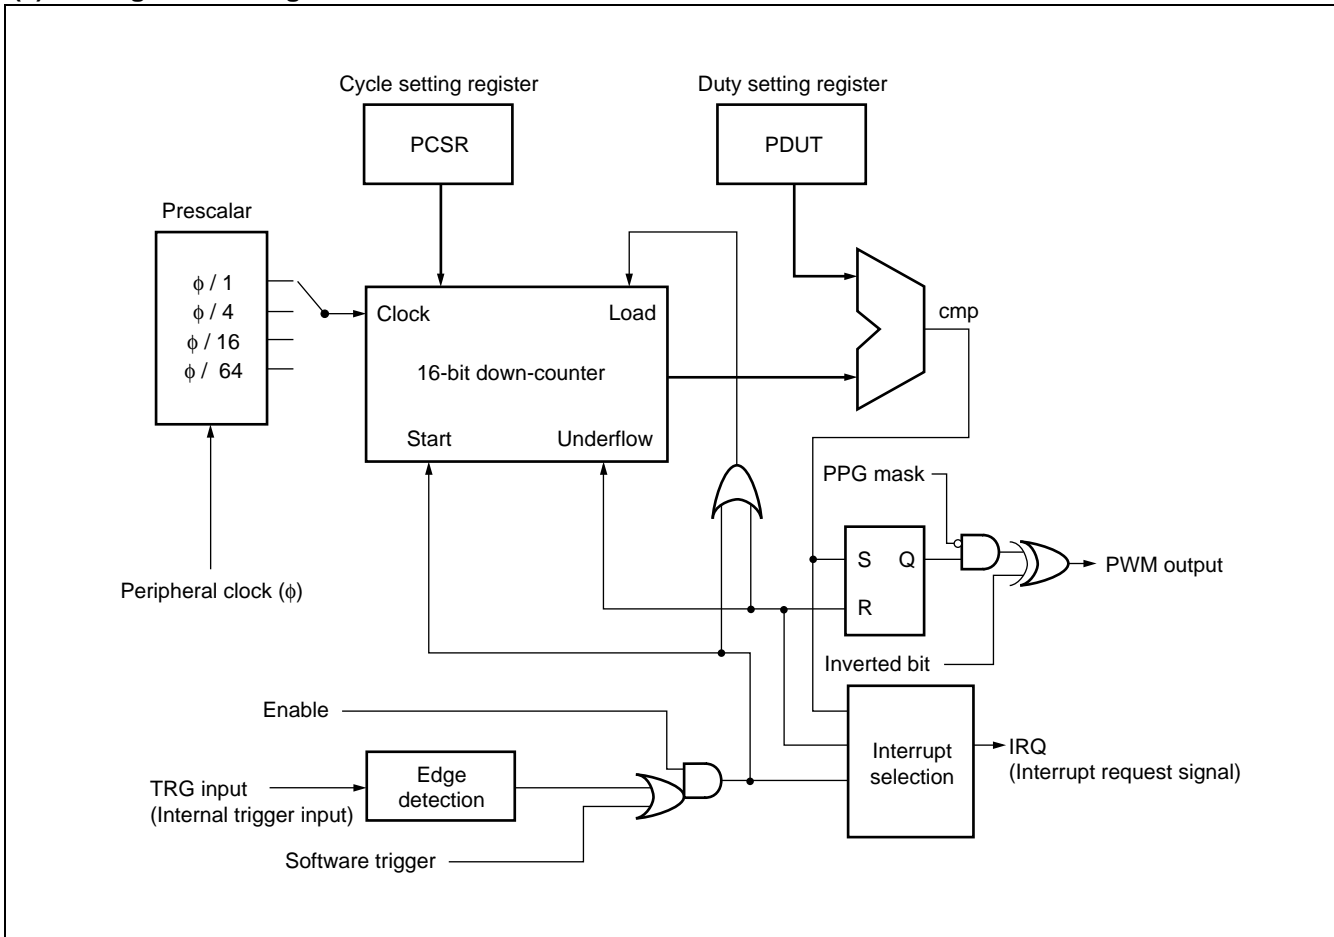 Cycle setting register
Duty setting register
PCSR
PDUT
Prescalar
ϕ / 1
ϕ / 4
ϕ / 16
ϕ / 64
Clock
Load
16-bit down-counter
Start
Underflow
cmp
PPG mask
S
Q
R
PWM output
Peripheral clock (ϕ)
Inverted bit
Enable
Interrupt
selection
IRQ
(Interrupt request signal)
Edge
detection
TRG input
(Internal trigger input)
Software trigger